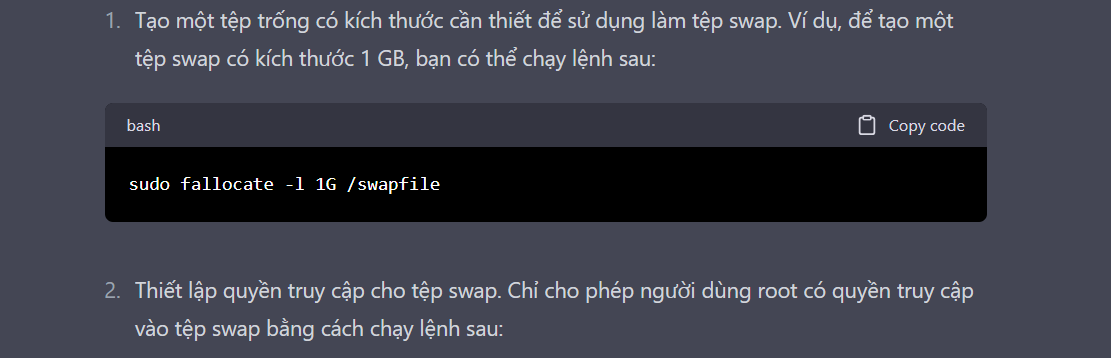 1. Tạo một tệp trống có kích thước cần thiết để sử dụng làm tệp swap. Ví dụ, để tạo một
tệp swap có kích thước 1 GB, bạn có thể chạy lệnh sau:
bash Copy code
sudo fallocate -l 1G /swapfile
2. Thiết lập quyền truy cập cho tệp swap. Chỉ cho phép người dùng root có quyền truy cập
vào tệp swap bằng cách chạy lệnh sau: